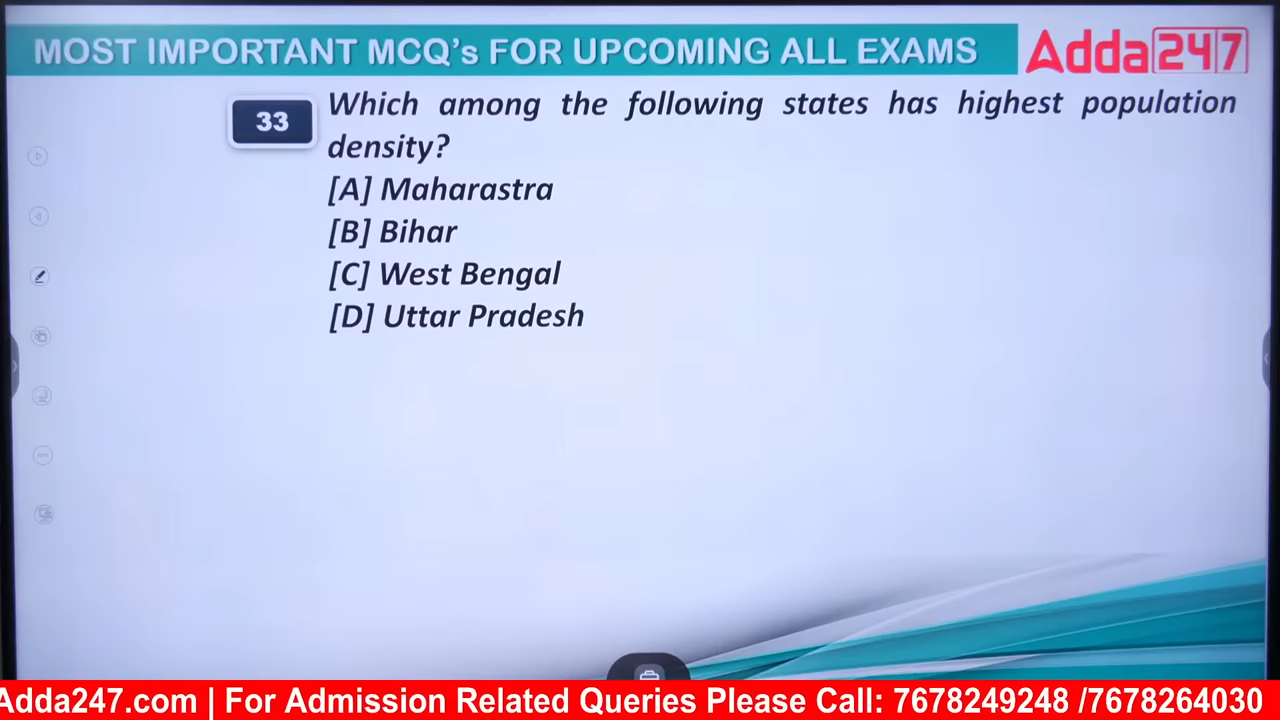 MOST IMPORTANT MCQ's FOR UPCOMING ALL EXAMS
Adda247
33
Which among the following states has highest population
density?
[A] Maharastra
[B] Bihar
[C] West Bengal
[D] Uttar Pradesh
Adda247.com | For Admission Related Queries Please Call: 7678249248 /7678264030